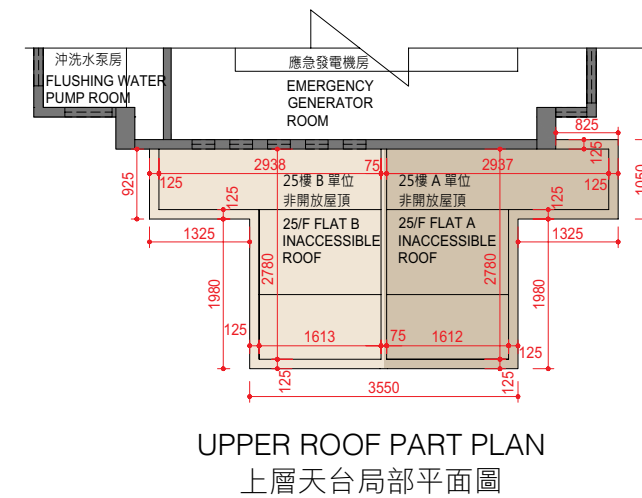 沖洗水泵房
FLUSHING WATER
PUMP ROOM
應急發電機房
EMERGENCY
GENERATOR
ROOM
825
125
1050
2938
75
2937
925
125
125
125
125
25樓 B 單位
非開放屋頂
25/F FLAT B
INACCESSIBLE
ROOF
25樓 A 單位
非開放屋頂
25/F FLAT A
INACCESSIBLE
ROOF
1325
1325
1980
2780
2780
1980
125
1613
75
1612
125
125
125
3550
UPPER ROOF PART PLAN
上層天台局部平面圖